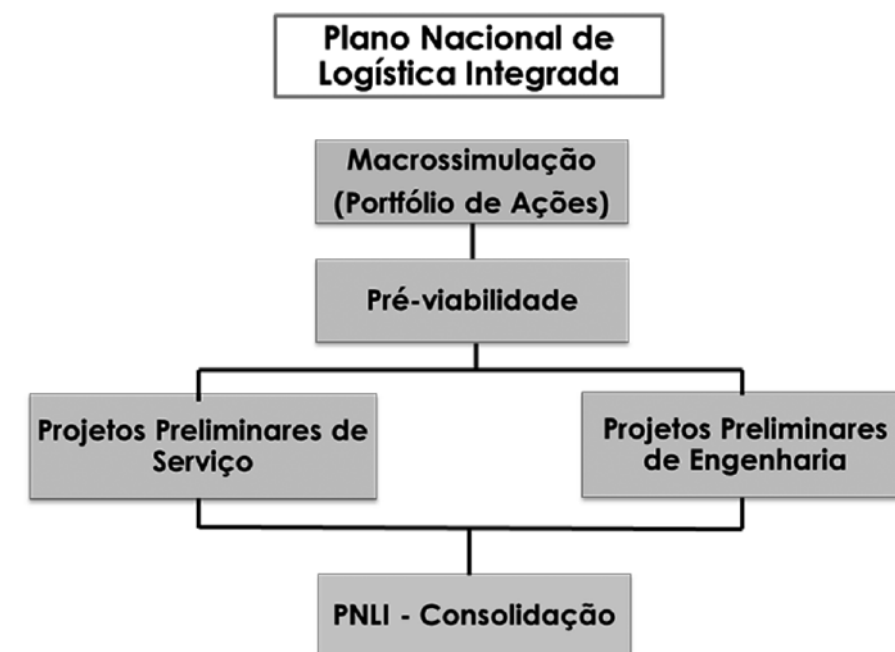 Plano Nacional de
Logística Integrada
Macrossimulação
(Portfólio de Ações)
Pré-viabilidade
Projetos Preliminares de
Serviço
Projetos Preliminares
de Engenharia
PNLI - Consolidação